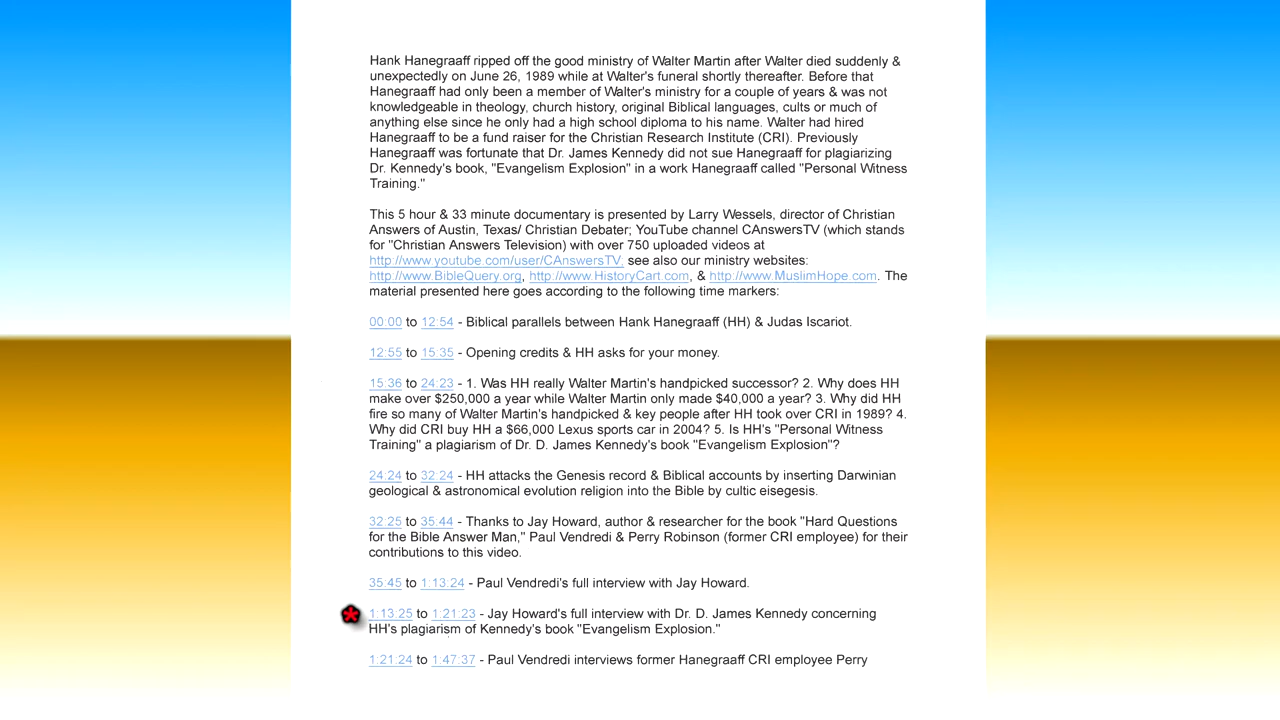 Hank Hanegraaff ripped off the good ministry of Walter Martin after Walter died suddenly &
unexpectedly on June 26, 1989 while at Walter's funeral shortly thereafter. Before that
Hanegraaff had only been a member of Walter's ministry for a couple of years & was not
knowledgeable in theology, church history, original Biblical languages, cults or much of
anything else since he only had a high school diploma to his name. Walter had hired
Hanegraaff to be a fund raiser for the Christian Research Institute (CRI). Previously
Hanegraaff was fortunate that Dr. James Kennedy did not sue Hanegraaff for plagiarizing
Dr. Kennedy's book, "Evangelism Explosion" in a work Hanegraaff called "Personal Witness
Training."
This 5 hour & 33 minute documentary is presented by Larry Wessels, director of Christian
Answers of Austin, Texas/ Christian Debater; YouTube channel CAnswersTV (which stands
for "Christian Answers Television) with over 750 uploaded videos at
http://www.youtube.com/user/CAnswersTV, see also our ministry websites:
http://www.BibleQuery.org, http://www.HistoryCart.com, & http://www.MuslimHope.com. The
material presented here goes according to the following time markers:
00:00 to 12:54 - Biblical parallels between Hank Hanegraaff (HH) & Judas Iscariot.
12:55 to 15:35 - Opening credits & HH asks for your money.
15:36 to 24:23 - 1. Was HH really Walter Martin's handpicked successor? 2. Why does HH
make over $250,000 a year while Walter Martin only made $40,000 a year? 3. Why did HH
fire so many of Walter Martin's handpicked & key people after HH took over CRI in 1989? 4.
Why did CRI buy HH a $66,000 Lexus sports car in 2004? 5. Is HH's "Personal Witness
Training" a plagiarism of Dr. D. James Kennedy's book "Evangelism Explosion"?
24:24 to 32:24 - HH attacks the Genesis record & Biblical accounts by inserting Darwinian
geological & astronomical evolution religion into the Bible by cultic eisegesis.
32:25 to 35:44 - Thanks to Jay Howard, author & researcher for the book "Hard Questions
for the Bible Answer Man," Paul Vendredi & Perry Robinson (former CRI employee) for their
contributions to this video.
35:45 to 1:13:24 - Paul Vendredi's full interview with Jay Howard.
1:13:25 to 1:21:23 - Jay Howard's full interview with Dr. D. James Kennedy concerning
HH's plagiarism of Kennedy's book "Evangelism Explosion."
1:21:24 to 1:47:37 - Paul Vendredi interviews former Hanegraaff CRI employee Perry